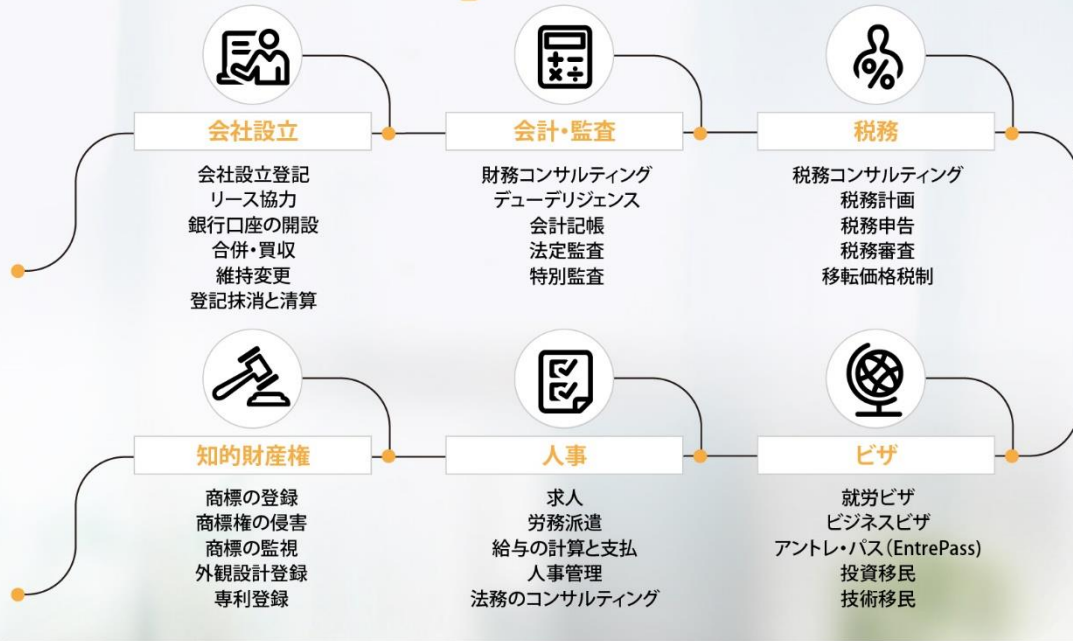 会社設立
会社設立登記
リース協力
銀行口座の開設
合併・買収
維持変更
登記抹消と清算
会計・監査
財務コンサルティング
デューデリジェンス
会計記帳
法定監査
特別監査
税務
税務コンサルティング
税務計画
税務申告
税務審査
移転価格税制
知的財産権
商標の登録
商標権の侵害
商標の監視
外観設計登録
専利登録
人事
求人
労務派遣
給与の計算と支払
人事管理
法務のコンサルティング
ビザ
就労ビザ
ビジネスビザ
アントレ・パス(EntrePass)
投資移民
技術移民